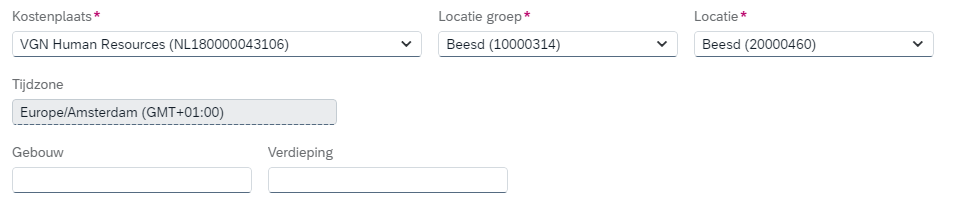 Kostenplaats* Locatie groep* Locatie*
VGN Human Resources (NL180000043106) Beesd (10000314) Beesd (20000460)
Tijdzone
Europe/Amsterdam (GMT+01:00)
Gebouw Verdieping